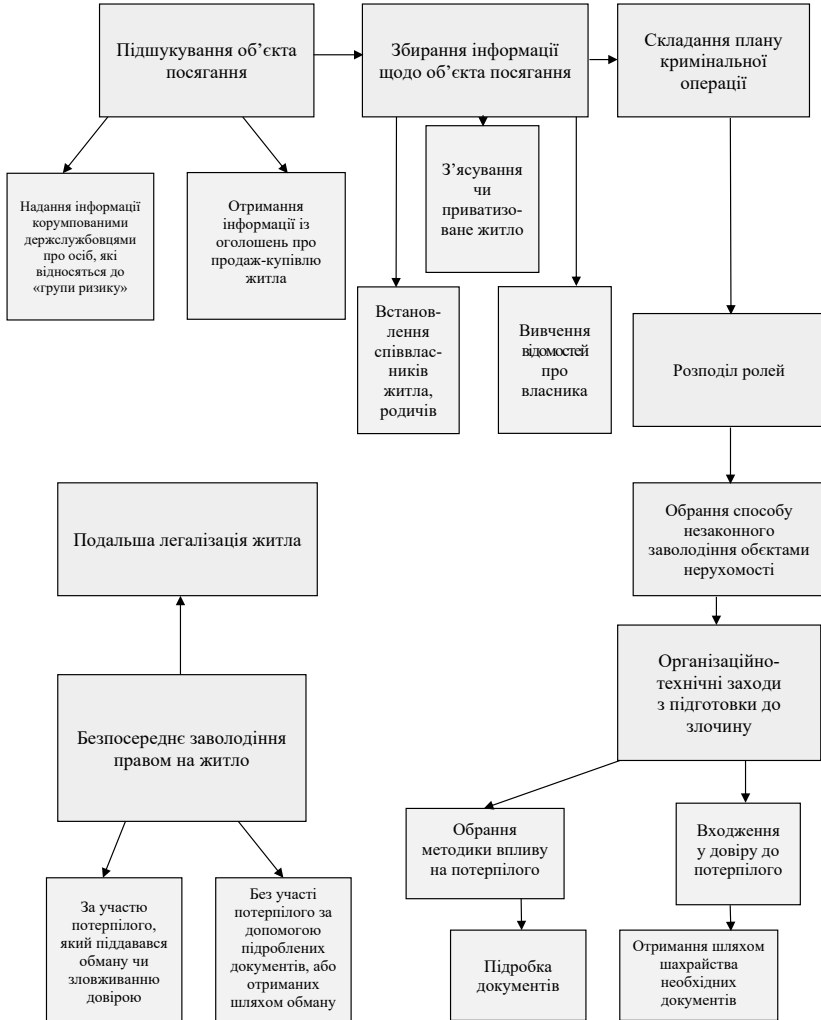 Підшукування об’єкта
посягання
Збирання інформації
щодо об’єкта посягання
Складання плану
кримінальної
операції
Надання інформації
корумпованими
держслужбовцями
про осіб, які
відносяться до
«групи ризику»
Отримання
інформації із
оголошень про
продаж-купівлю
житла
З’ясування
чи
приватизо-
ване житло
Встанов-
лення
співвлас-
ників
житла,
родичів
Вивчення
відомостей
про
власника
Розподіл ролей
Обрання способу
незаконного
заволодіння обєктами
нерухомості
Подальша легалізація житла
Організаційно-
технічні заходи
з підготовки до
злочину
Безпосереднє заволодіння
правом на житло
Обрання
методики впливу
на потерпілого
Входження
у довіру до
потерпілого
За участю
потерпілого,
який піддавався
обману чи
зловживанню
довірою
Без участі
потерпілого за
допомогою
підроблених
документів, або
отриманих
шляхом обману
Підробка
документів
Отримання шляхом
шахрайства
необхідних
документів